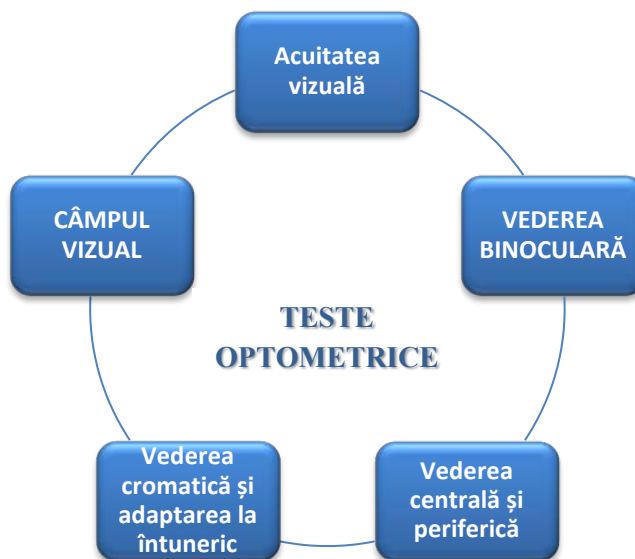 Acuitatea
vizuală
CÂMPUL
VIZUAL
VEDEREA
BINOCULARĂ
TESTE
OPTOMETRICE
Vederea
cromatică și
adaptarea la
întuneric
Vederea
centrală și
periferică